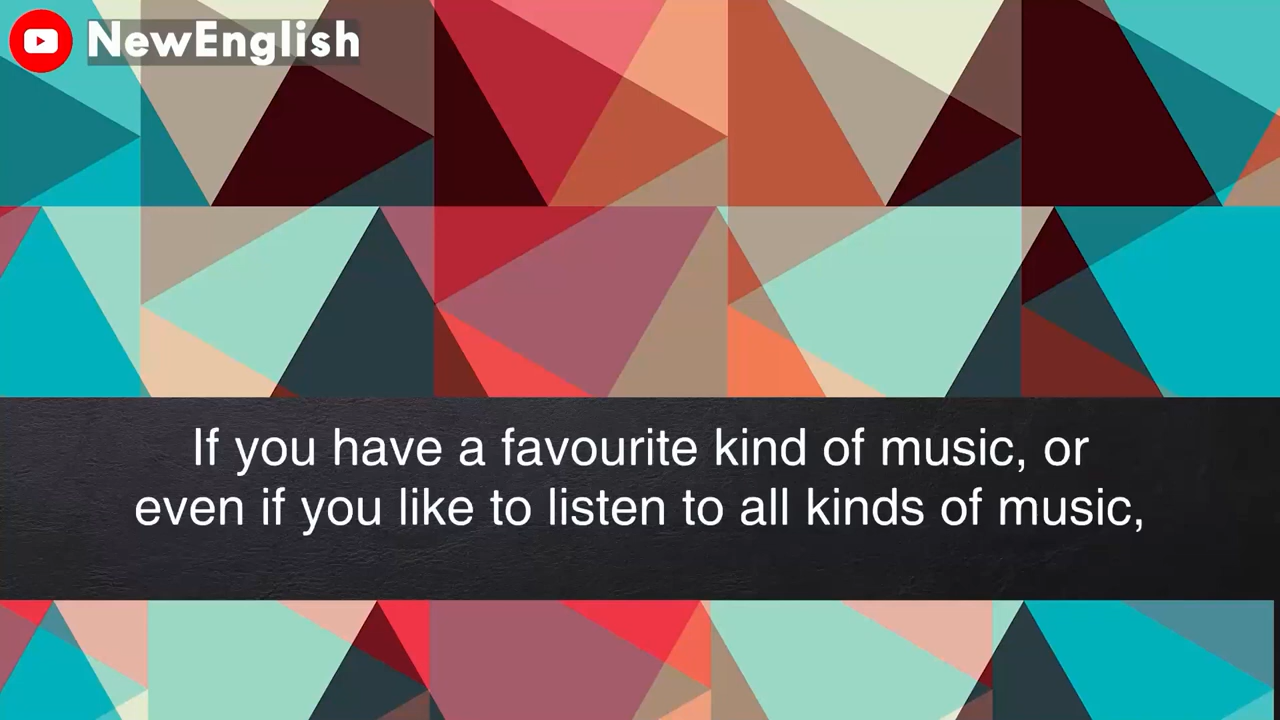 NewEnglish
If you have a favourite kind of music, or
even if you like to listen to all kinds of music,